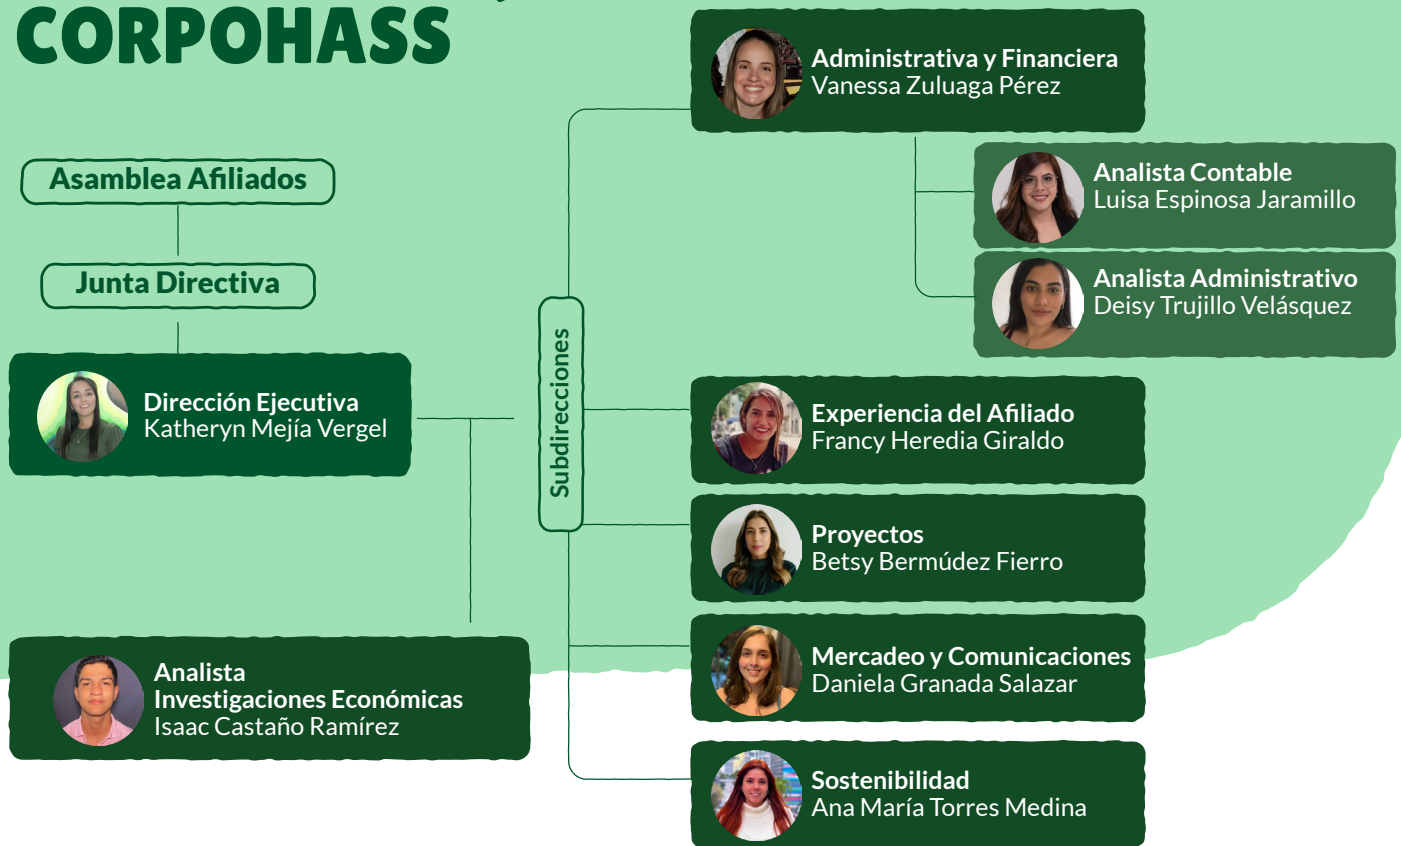 CORPOHASS
Asamblea Afiliados
Junta Directiva
Dirección Ejecutiva
Katheryn Mejía Vergel
Analista
Investigaciones Económicas
Isaac Castaño Ramírez
Subdirecciones
Administrativa y Financiera
Vanessa Zuluaga Pérez
Analista Contable
Luisa Espinosa Jaramillo
Analista Administrativo
Deisy Trujillo Velásquez
Experiencia del Afiliado
Francy Heredia Giraldo
Proyectos
Betsy Bermúdez Fierro
Mercadeo y Comunicaciones
Daniela Granada Salazar
Sostenibilidad
Ana María Torres Medina